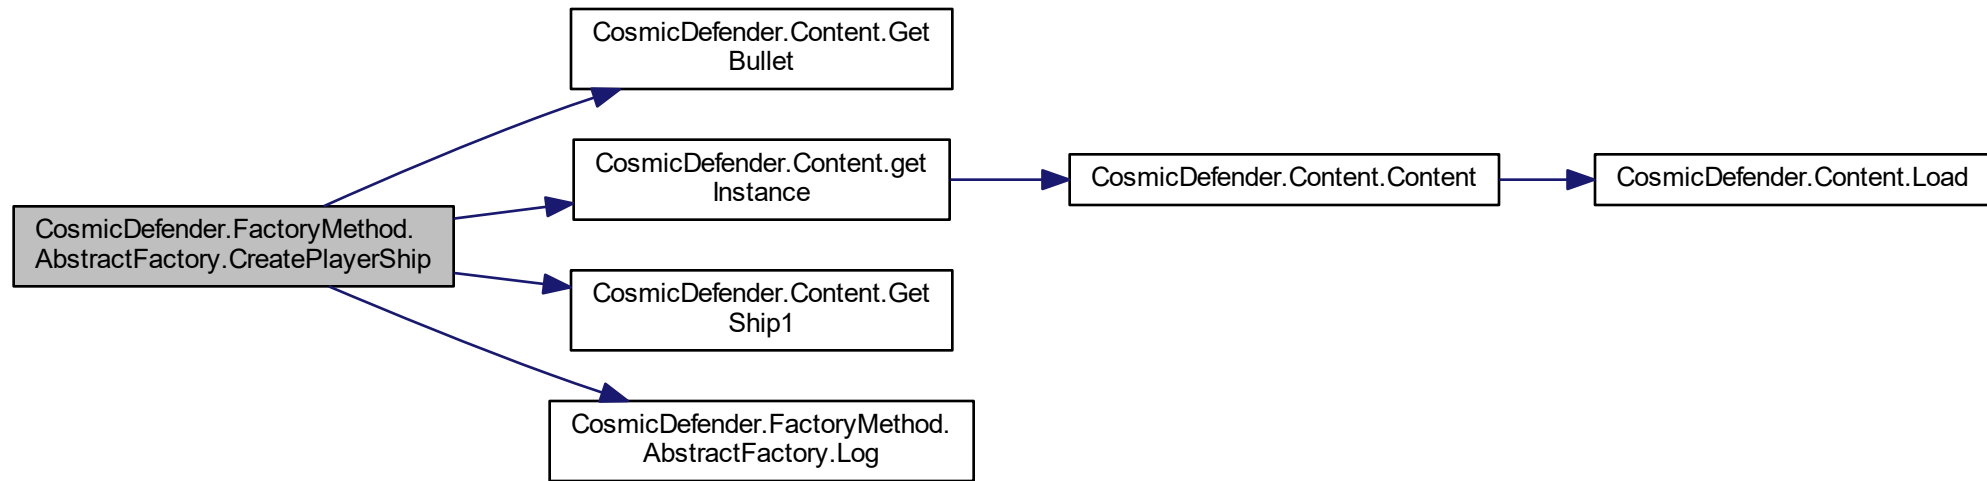 CosmicDefender.Content.Get
Bullet
CosmicDefender.Content.get
Instance
CosmicDefender.Content.Content
CosmicDefender.Content.Load
CosmicDefender.FactoryMethod.
AbstractFactory.CreatePlayerShip
CosmicDefender.Content.Get
Ship1
CosmicDefender.FactoryMethod.
AbstractFactory.Log